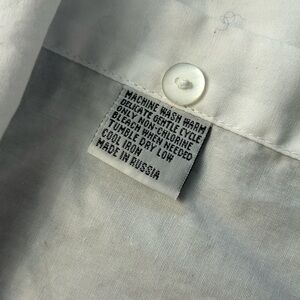 MACHINE WASH WARM
DELICATE GENTLE CYCLE
ONLY NON-CHLORINE
BLEACH WHEN NEEDED
TUMBLE DRY LOW
COOL IRON
MADE IN RUSSIA